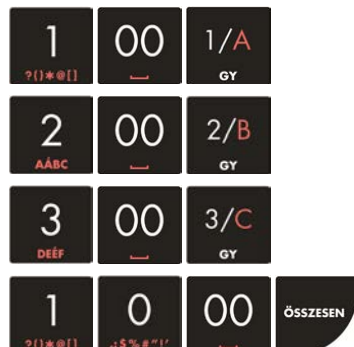 1 00 1/A
?()*@[] ⎵ GY
2 00 2/B
AÁBC ⎵ GY
3 00 3/C
DEÉF ⎵ GY
1 0 00 ÖSSZESEN
?()*@[] .:$%#"!'